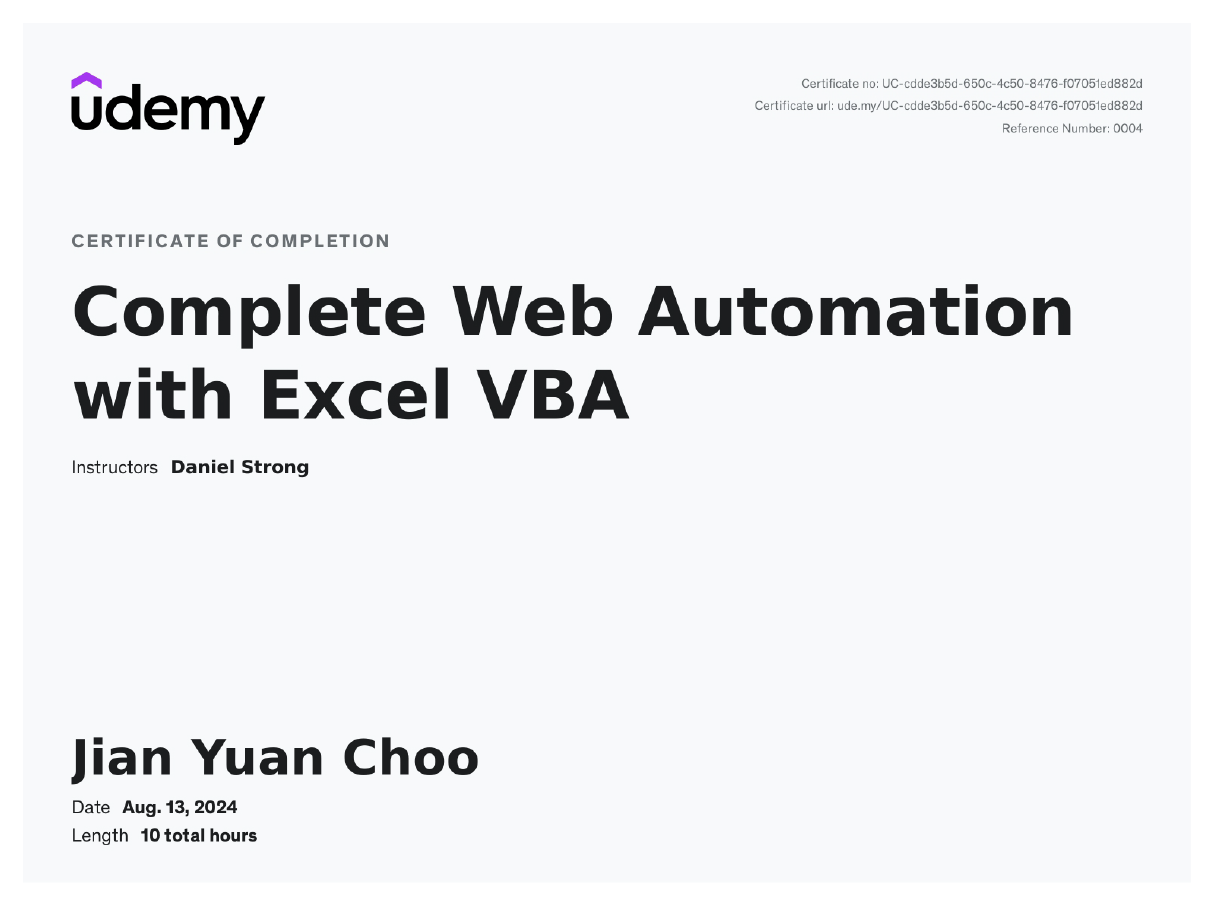 udemy
Certificate no: UC-cdde3b5d-650c-4c50-8476-f07051ed882d
Certificate url: ude.my/UC-cdde3b5d-650c-4c50-8476-f07051ed882d
Reference Number: 0004
CERTIFICATE OF COMPLETION
Complete Web Automation
with Excel VBA
Instructors Daniel Strong
Jian Yuan Choo
Date Aug. 13, 2024
Length 10 total hours